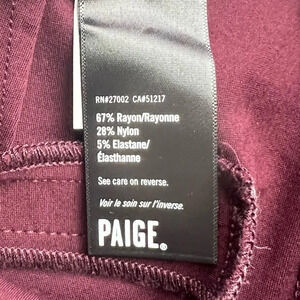 RN#27002 CA#51217
67% Rayon/Rayonne
28% Nylon
5% Elastane/
Élasthanne
See care on reverse.
Voir le soin sur l'inverse.
PAIGE.